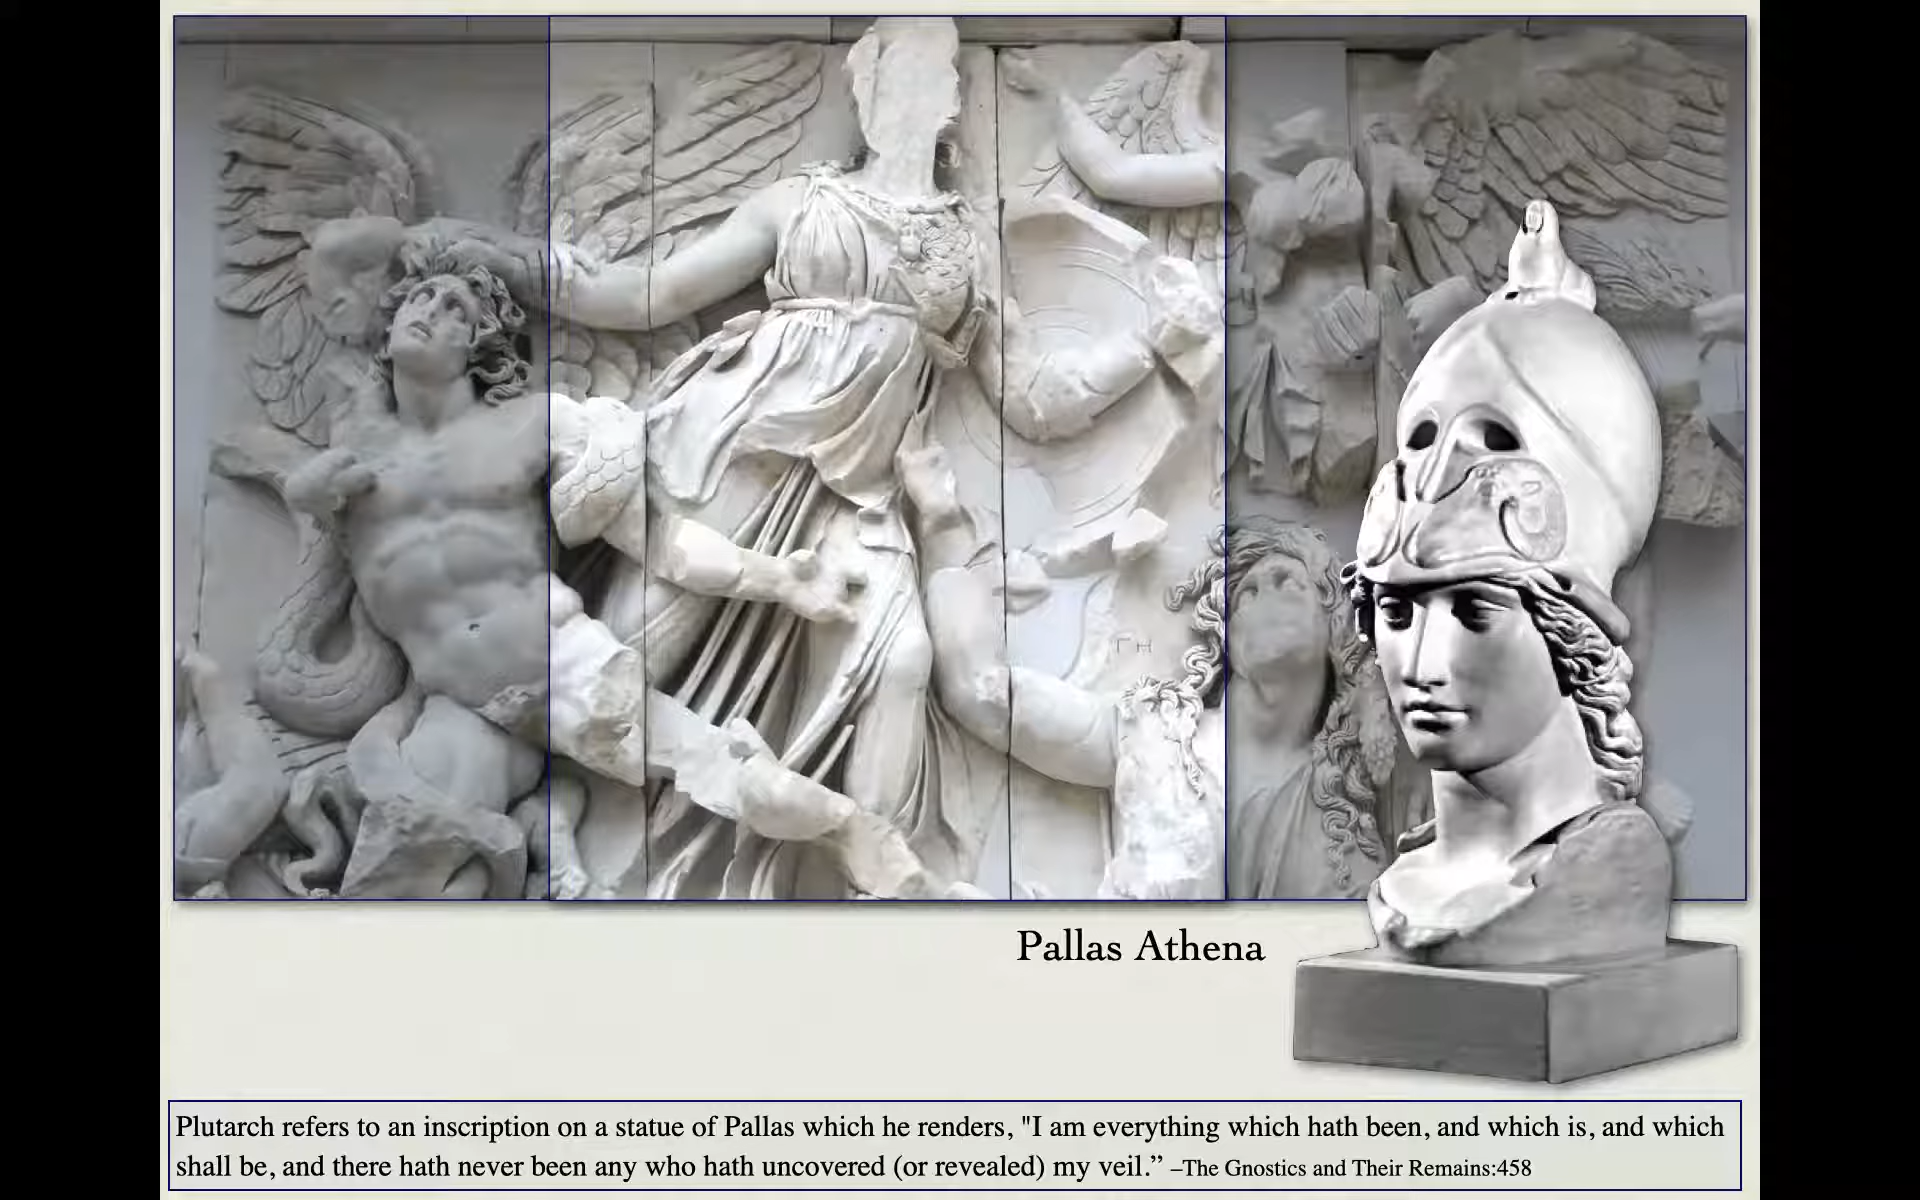 ΓΗ
Pallas Athena
Plutarch refers to an inscription on a statue of Pallas which he renders, "I am everything which hath been, and which is, and which
shall be, and there hath never been any who hath uncovered (or revealed) my veil.” –The Gnostics and Their Remains:458